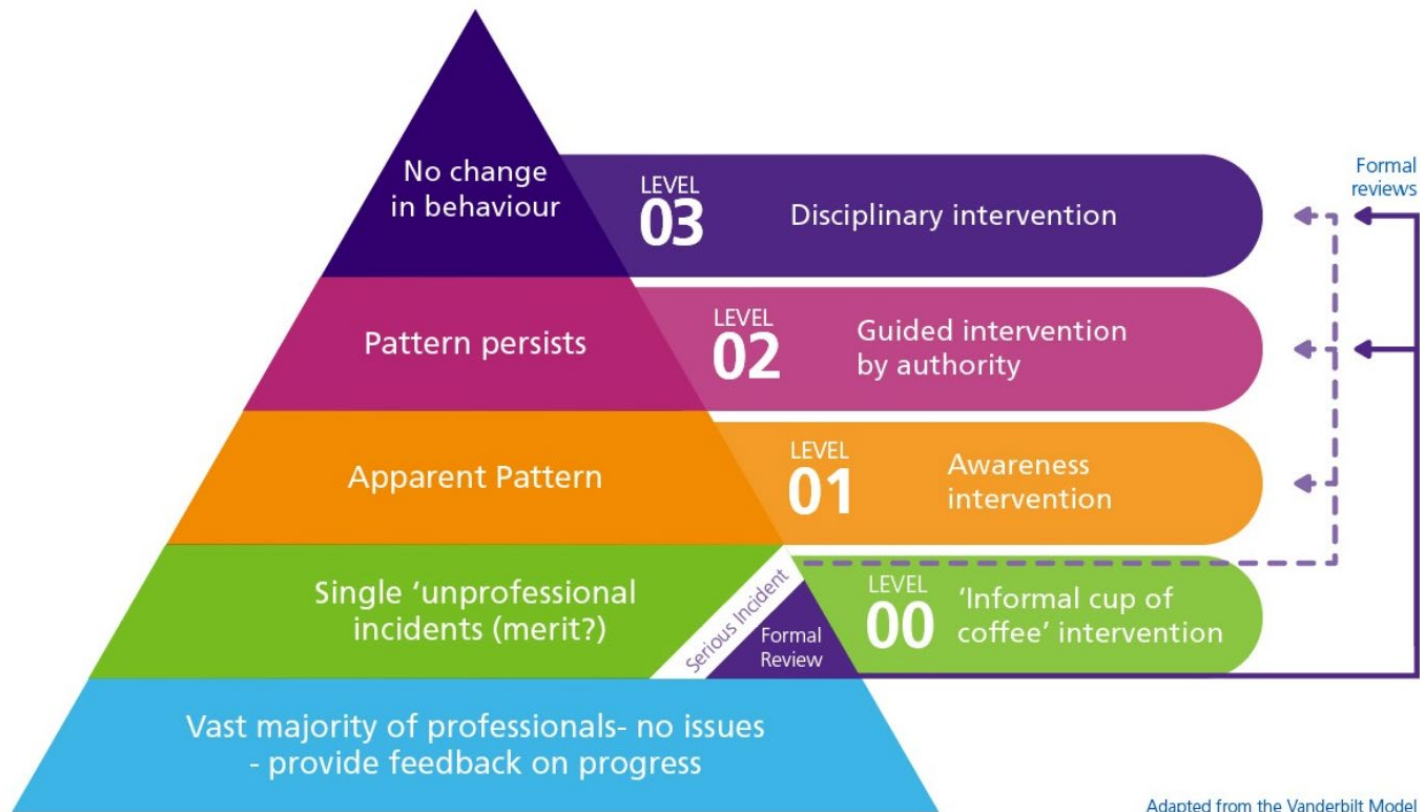 No change
in behaviour
LEVEL
03
Disciplinary intervention
Formal
reviews
Pattern persists
LEVEL
02
Guided intervention
by authority
Apparent Pattern
LEVEL
01
Awareness
intervention
Single ‘unprofessional
incidents (merit?)
Serious Incident
Formal
Review
LEVEL
00
‘Informal cup of
coffee’ intervention
Vast majority of professionals- no issues
- provide feedback on progress
Adapted from the Vanderbilt Model